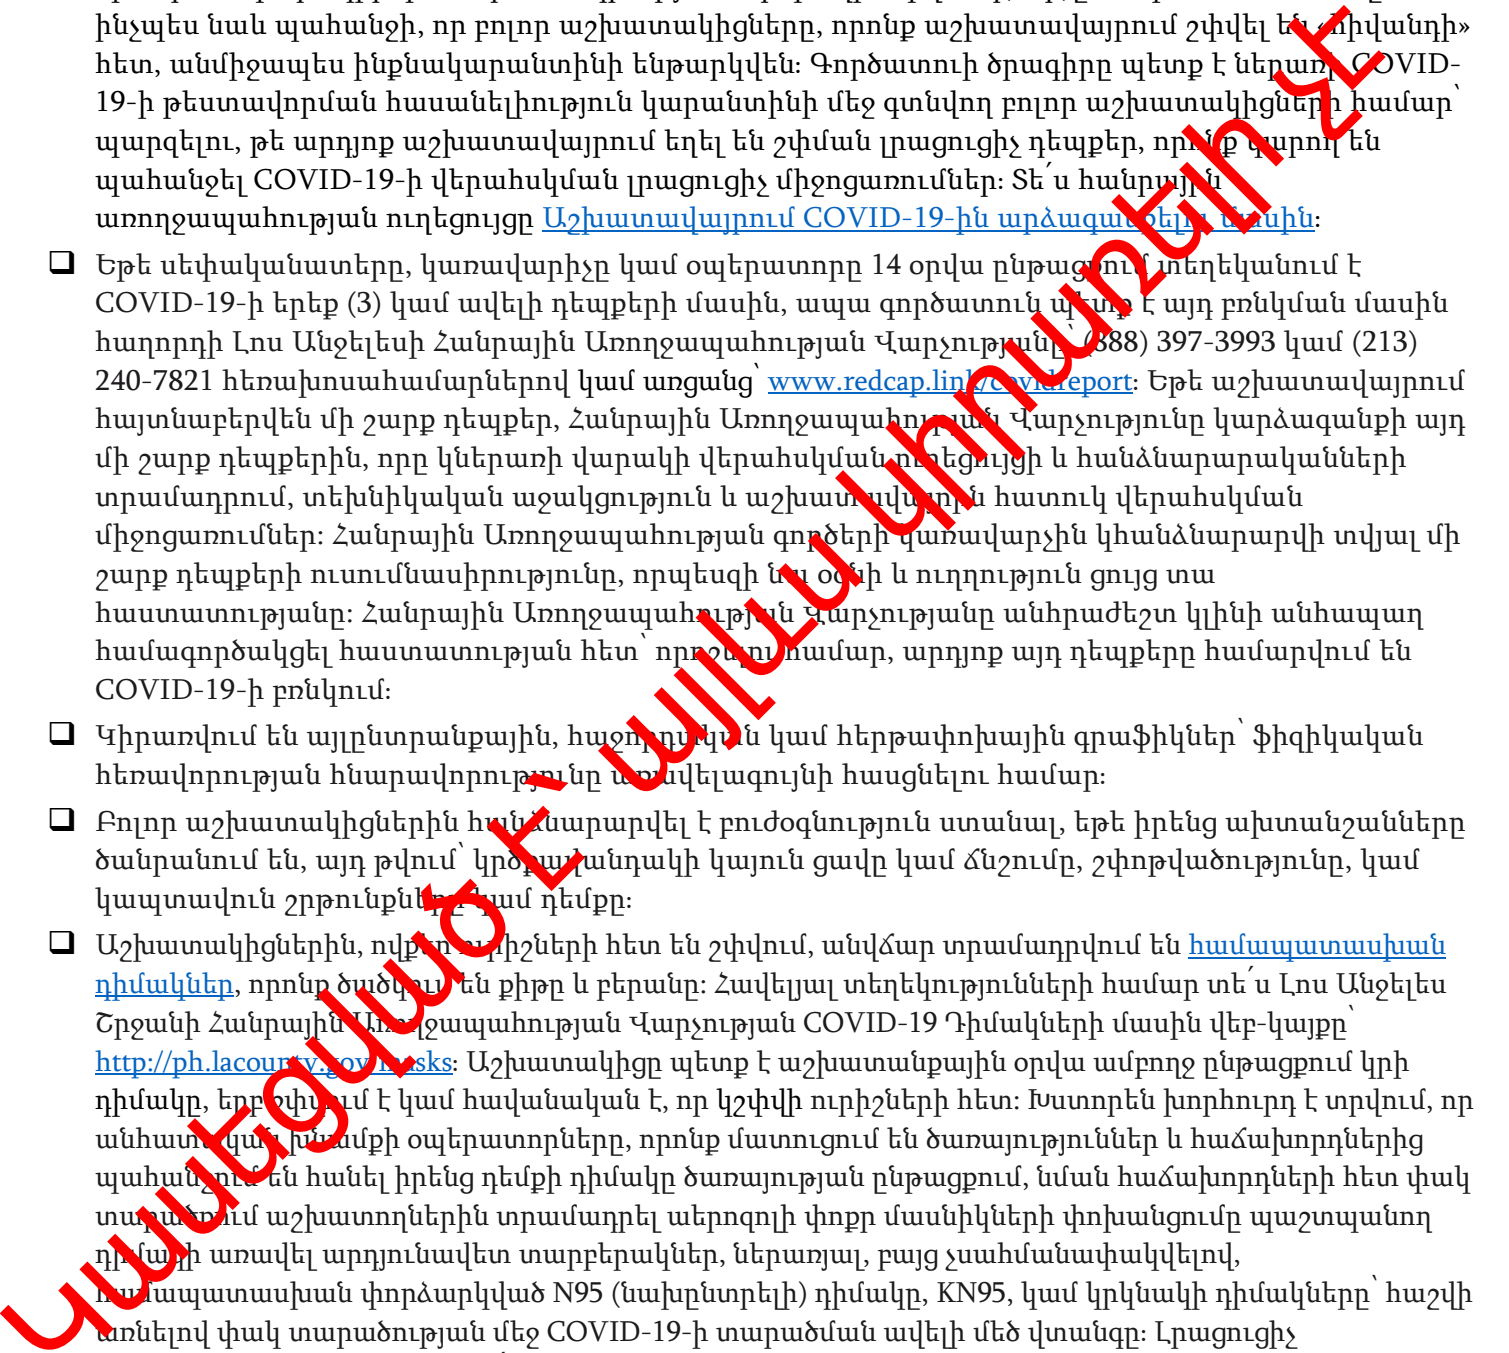 ինչպես նաև պահանջի, որ բոլոր աշխատակիցները, որոնք աշխատավայրում շփվել են «հիվանդի»
հետ, անմիջապես ինքնակարանտինի ենթարկվեն։ Գործատուի ծրագիրը պետք է ներառի COVID-
19-ի թեստավորման հասանելիություն կարանտինի մեջ գտնվող բոլոր աշխատակիցների համար՝
պարզելու, թե արդյոք աշխատավայրում եղել են շփման լրացուցիչ դեպքեր, որոնք կարող են
պահանջել COVID-19-ի վերահսկման լրացուցիչ միջոցառումներ։ Տե՛ս հանրային
առողջապահության ուղեցույցը Աշխատավայրում COVID-19-ին արձագանքելու մասին։
❑ Եթե սեփականատերը, կառավարիչը կամ օպերատորը 14 օրվա ընթացքում տեղեկանում է
COVID-19-ի երեք (3) կամ ավելի դեպքերի մասին, ապա գործատուն պետք է այդ բռնկման մասին
հաղորդի Լոս Անջելեսի Հանրային Առողջապահության Վարչությանը՝ (888) 397-3993 կամ (213)
240-7821 հեռախոսահամարներով կամ առցանց՝ www.redcap.link/covidreport։ Եթե աշխատավայրում
հայտնաբերվեն մի շարք դեպքեր, Հանրային Առողջապահության Վարչությունը կարձագանքի այդ
մի շարք դեպքերին, որը կներառի վարակի վերահսկման ուղեցույցի և հանձնարարականների
տրամադրում, տեխնիկական աջակցություն և աշխատավայրին հատուկ վերահսկման
միջոցառումներ։ Հանրային Առողջապահության գործերի կառավարչին կհանձնարարվի տվյալ մի
շարք դեպքերի ուսումնասիրությունը, որպեսզի նա օգնի և ուղղություն ցույց տա
հաստատությանը։ Հանրային Առողջապահության Վարչությանը անհրաժեշտ կլինի անհապաղ
համագործակցել հաստատության հետ՝ որոշելու համար, արդյոք այդ դեպքերը համարվում են
COVID-19-ի բռնկում։
❑ Կիրառվում են այլընտրանքային, հաջորդական կամ հերթափոխային գրաֆիկներ՝ ֆիզիկական
հեռավորության հնարավորությունը առավելագույնի հասցնելու համար։
❑ Բոլոր աշխատակիցներին հանձնարարվել է բուժօգնություն ստանալ, եթե իրենց ախտանշանները
ծանրանում են, այդ թվում՝ կրծքավանդակի կայուն ցավը կամ ճնշումը, շփոթվածությունը, կամ
կապտավուն շրթունքները կամ դեմքը։
❑ Աշխատակիցներին, ովքեր ուրիշների հետ են շփվում, անվճար տրամադրվում են համապատասխան
դիմակներ, որոնք ծածկում են քիթը և բերանը։ Հավելյալ տեղեկությունների համար տե՛ս Լոս Անջելես
Շրջանի Հանրային Առողջապահության Վարչության COVID-19 Դիմակների մասին վեբ-կայքը՝
http://ph.lacounty.gov/masks։ Աշխատակիցը պետք է աշխատանքային օրվա ամբողջ ընթացքում կրի
դիմակը, երբ շփվում է կամ հավանական է, որ կշփվի ուրիշների հետ։ Խստորեն խորհուրդ է տրվում, որ
անհատական խնամքի օպերատորները, որոնք մատուցում են ծառայություններ և հաճախորդներից
պահանջում են հանել իրենց դեմքի դիմակը ծառայության ընթացքում, նման հաճախորդների հետ փակ
տարածքում աշխատողներին տրամադրել աերոզոլի փոքր մասնիկների փոխանցումը պաշտպանող
դիմակի առավել արդյունավետ տարբերակներ, ներառյալ, բայց չսահմանափակվելով,
համապատասխան փորձարկված N95 (նախընտրելի) դիմակը, KN95, կամ կրկնակի դիմակները՝ հաշվի
առնելով փակ տարածության մեջ COVID-19-ի տարածման ավելի մեծ վտանգը։ Լրացուցիչ
Կասեցված է՝ այլևս կիրառելի չէ